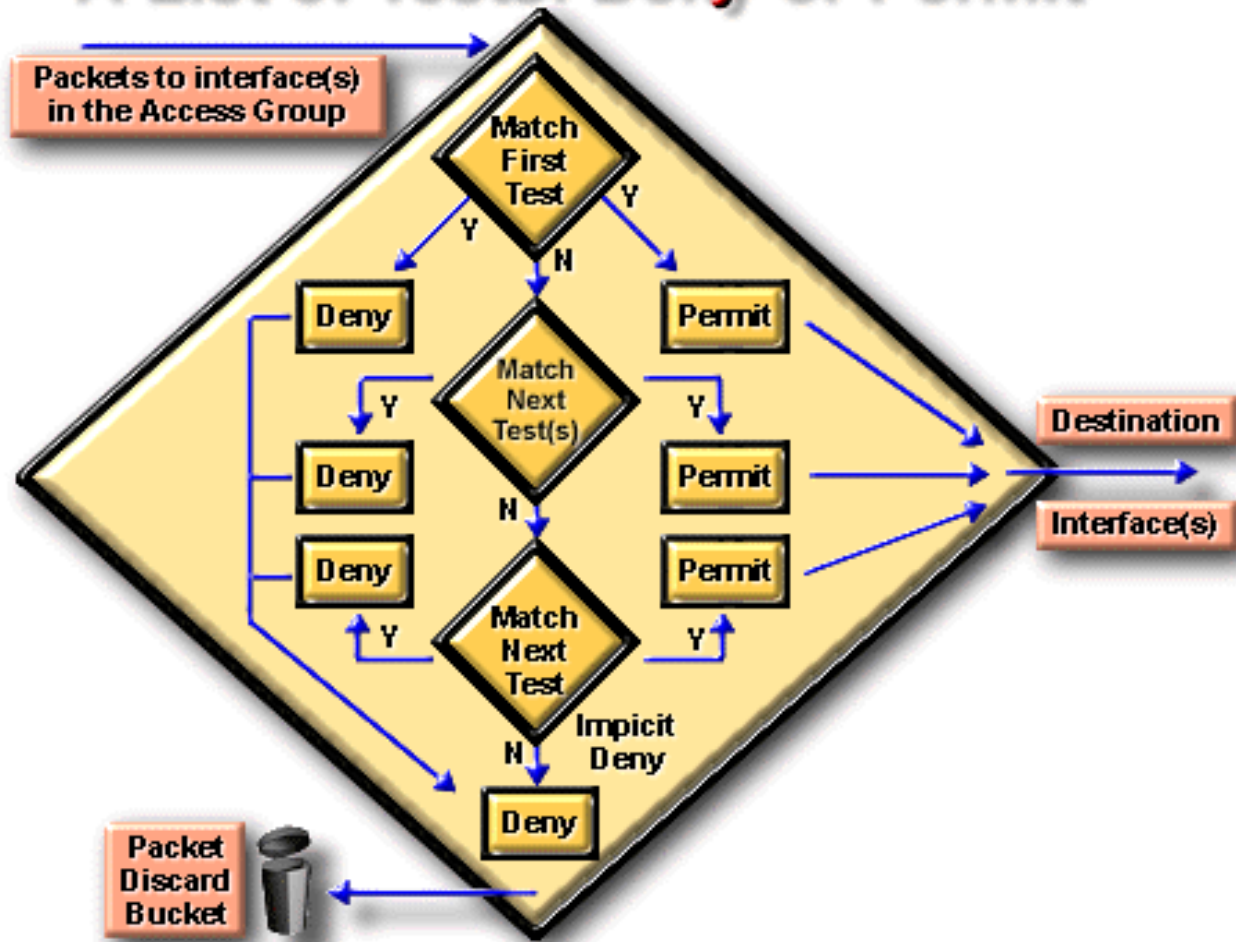 Packets to interface(s)
in the Access Group
Match
First
Test
Y
Y
N
Deny
Permit
Match
Next
Test(s)
Y
Y
Deny
Permit
Destination
Interface(s)
N
Deny
Permit
Match
Next
Test
Y
Y
N
Impicit
Deny
Deny
Packet
Discard
Bucket